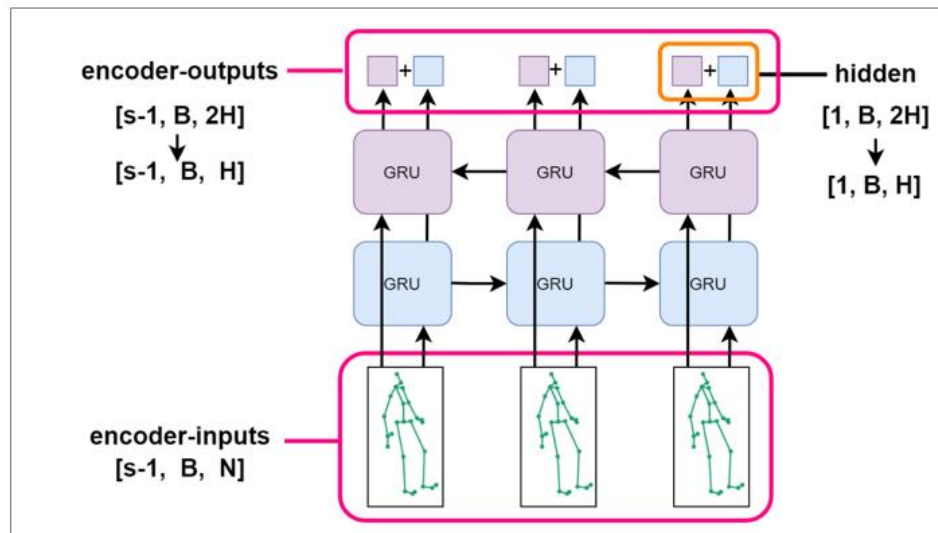 encoder-outputs
[s-1, B, 2H]
[s-1, B, H]
+
+
+
hidden
[1, B, 2H]
[1, B, H]
GRU
GRU
GRU
GRU
GRU
GRU
encoder-inputs
[s-1, B, N]